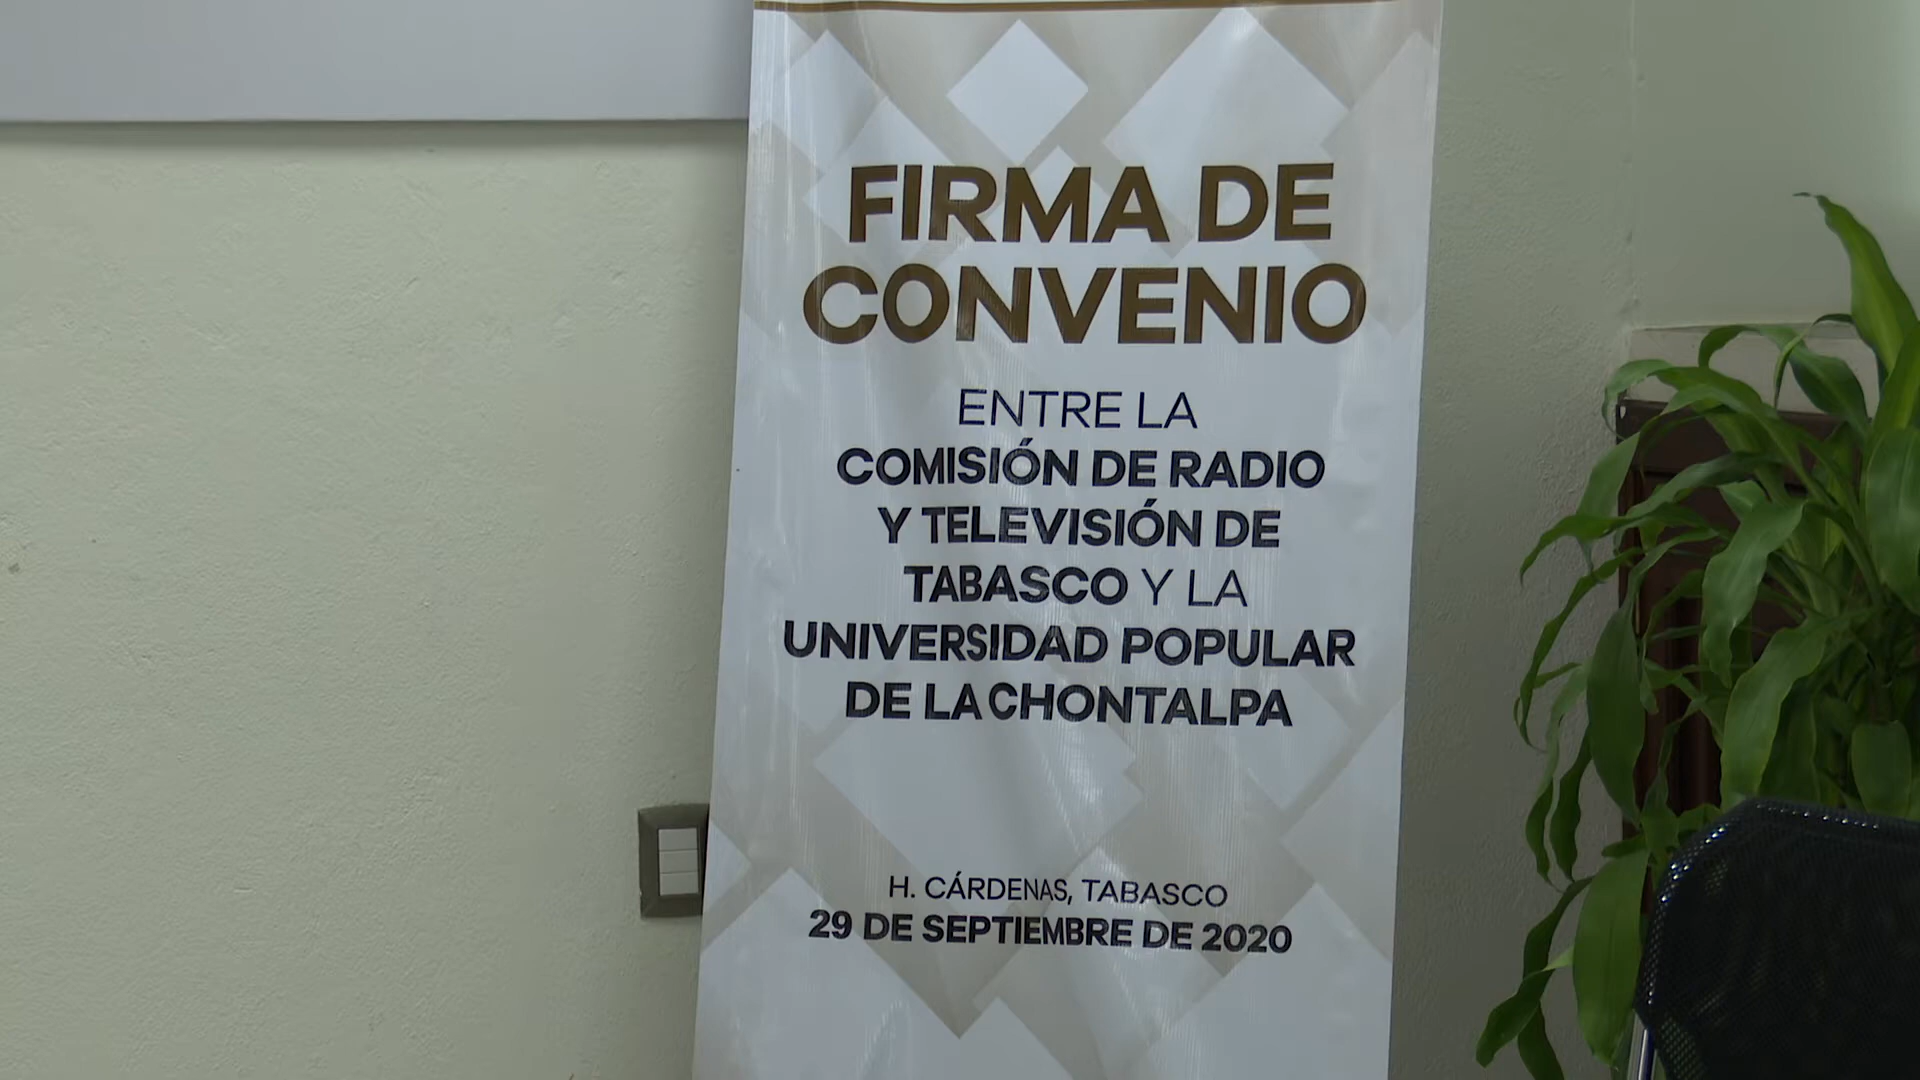 FIRMA DE
CONVENIO
ENTRE LA
COMISIÓN DE RADIO
Y TELEVISIÓN DE
TABASCO Y LA
UNIVERSIDAD POPULAR
DE LA CHONTALPA
H. CÁRDENAS, TABASCO
29 DE SEPTIEMBRE DE 2020